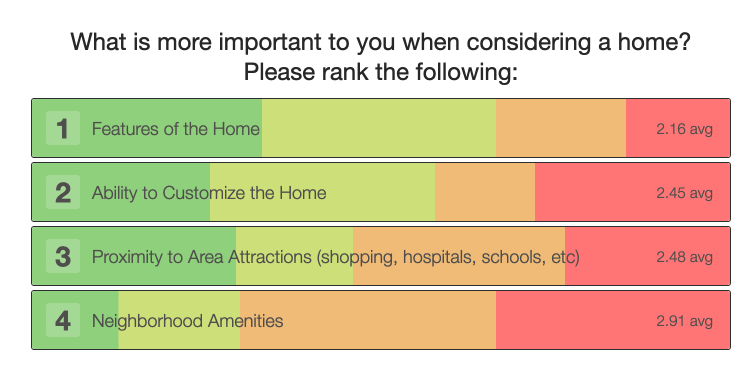 What is more important to you when considering a home?
Please rank the following:
1 Features of the Home 2.16 avg
2 Ability to Customize the Home 2.45 avg
3 Proximity to Area Attractions (shopping, hospitals, schools, etc) 2.48 avg
4 Neighborhood Amenities 2.91 avg